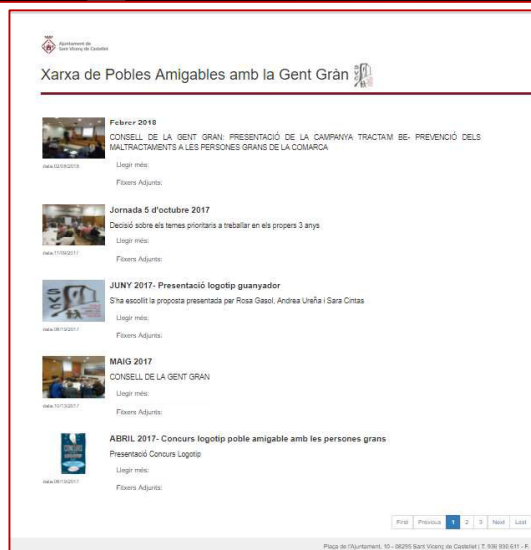 Ajuntament de
Sant Vicenç de Castellet
Xarxa de Pobles Amigables amb la Gent Gràn
Febrer 2018
CONSELL DE LA GENT GRAN: PRESENTACIÓ DE LA CAMPANYA TRACTAM BE- PREVENCIÓ DELS
MALTRACTAMENTS A LES PERSONES GRANS DE LA COMARCA
Llegir més:
Fitxers Adjunts:
Jornada 5 d'octubre 2017
Decisió sobre els temes prioritaris a treballar en els propers 3 anys
Llegir més:
Fitxers Adjunts:
JUNY 2017- Presentació logotip guanyador
S'ha escollit la proposta presentada per Rosa Gasol, Andrea Ureña i Sara Cintas
Llegir més:
Fitxers Adjunts:
MAIG 2017
CONSELL DE LA GENT GRAN
Llegir més:
Fitxers Adjunts:
ABRIL 2017- Concurs logotip poble amigable amb les persones grans
Presentació Concurs Logotip
Llegir més:
Fitxers Adjunts:
First Previous 1 2 3 Next Last
Plaça de l'Ajuntament, 10 - 08295 Sant Vicenç de Castellet | T. 936 930 611 - F.